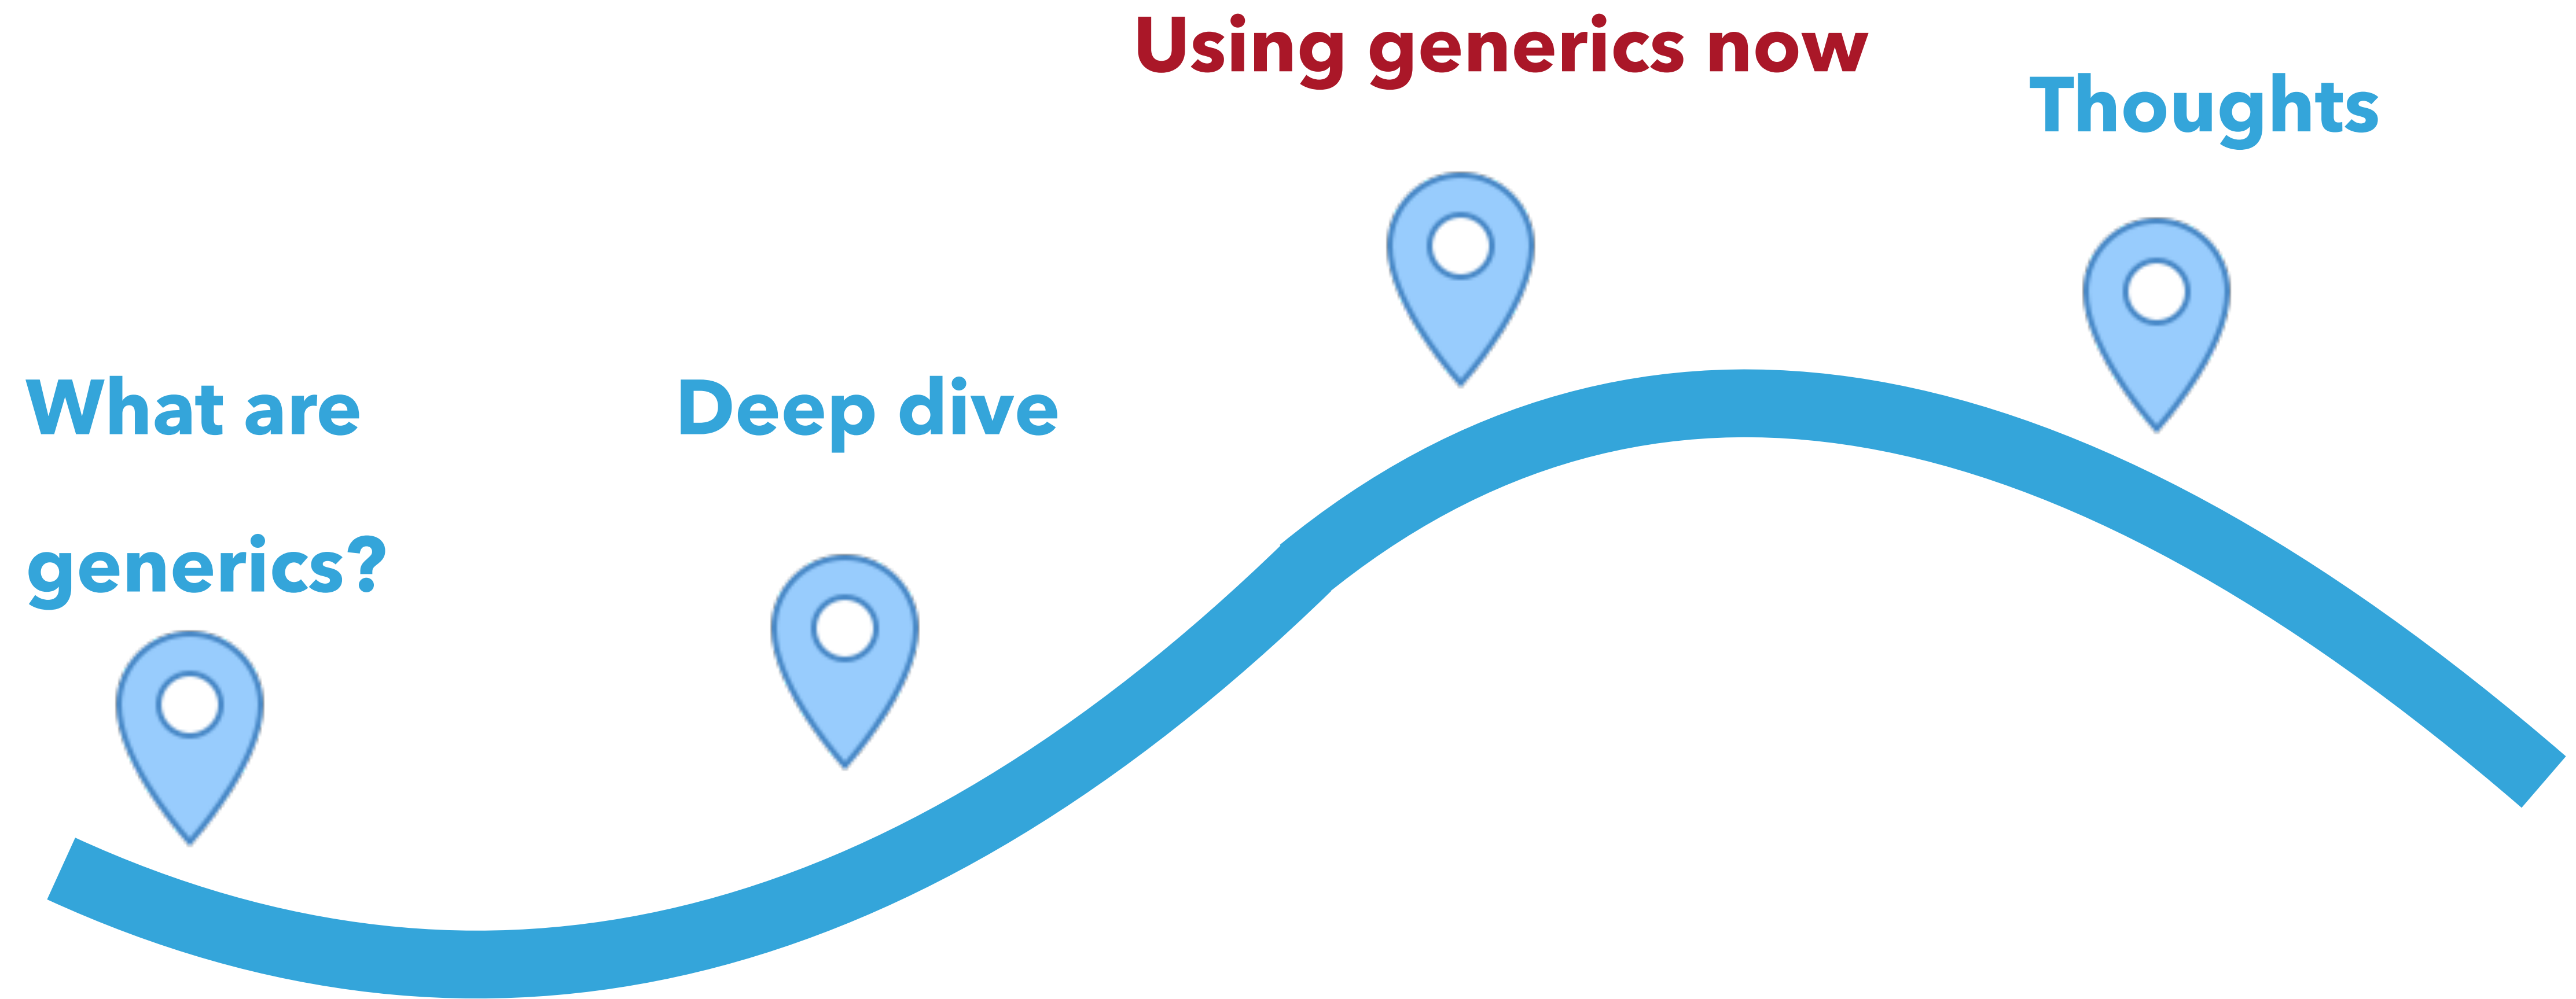 What are
generics?
Deep dive
Using generics now
Thoughts